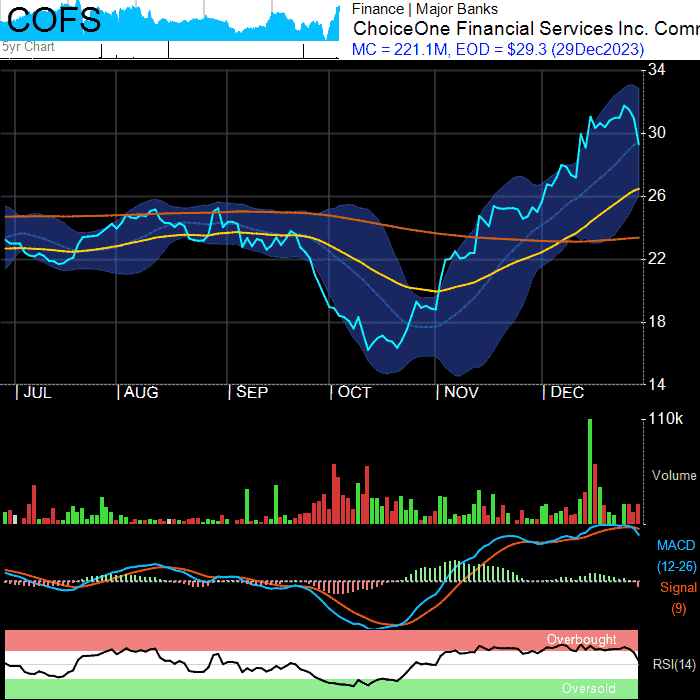 COFS
5yr Chart
Finance | Major Banks
ChoiceOne Financial Services Inc. Comm
MC = 221.1M, EOD = $29.3 (29Dec2023)
34
30
26
22
18
14
| JUL | AUG | SEP | OCT | NOV | DEC
110k
Volume
MACD
(12-26)
Signal
(9)
Overbought
RSI(14)
Oversold